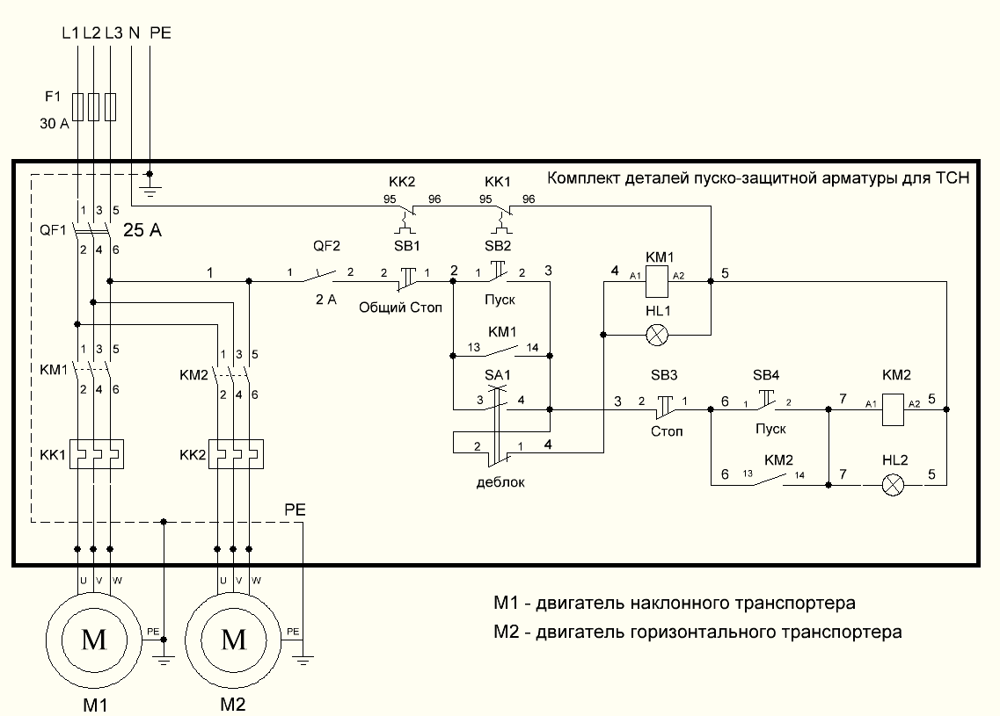 L1 L2 L3 N PE
F1
30 A
Комплект деталей пуско-защитной арматуры для ТСН
KK2 KK1
95 96 95 96
1 3 5
QF1 25 A
2 4 6
QF2 SB1 SB2
KM1
1 1 2 2 1 2 1 2 3 4 A1 A2 5
2 A Общий Стоп Пуск
HL1
KM1
13 14
1 3 5
KM1
2 4 6
1 3 5
KM2
2 4 6
SA1 SB3 SB4 KM2
3 4 3 2 1 6 1 2 7 A1 A2 5
Стоп Пуск
2 1 4
деблок
KM2 HL2
6 13 14 7 5
KK1 KK2
PE
U V W U V W
M PE M PE
M1 M2
М1 - двигатель наклонного транспортера
М2 - двигатель горизонтального транспортера